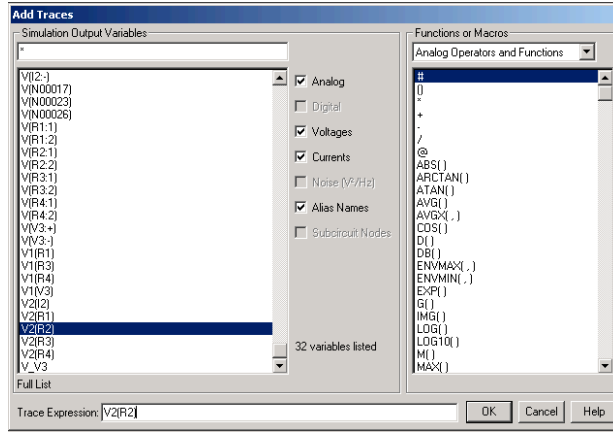 Add Traces
Simulation Output Variables
*
V(I2:-)
V(N00017)
V(N00023)
V(N00026)
V(R1:1)
V(R1:2)
V(R2:1)
V(R2:2)
V(R3:1)
V(R3:2)
V(R4:1)
V(R4:2)
V(V3:+)
V(V3:-)
V1(R1)
V1(R3)
V1(R4)
V1(V3)
V2(I2)
V2(R1)
V2(R2)
V2(R3)
V2(R4)
V_V3
Full List
Analog
Digital
Voltages
Currents
Noise (V²/Hz)
Alias Names
Subcircuit Nodes
32 variables listed
Functions or Macros
Analog Operators and Functions
#
()
*
+
-
/
@
ABS( )
ARCTAN( )
ATAN( )
AVG( )
AVGX( , )
COS( )
D( )
DB( )
ENVMAX( , )
ENVMIN( , )
EXP( )
G( )
IMG( )
LOG( )
LOG10( )
M( )
MAX( )
Trace Expression: V2(R2)
OK Cancel Help